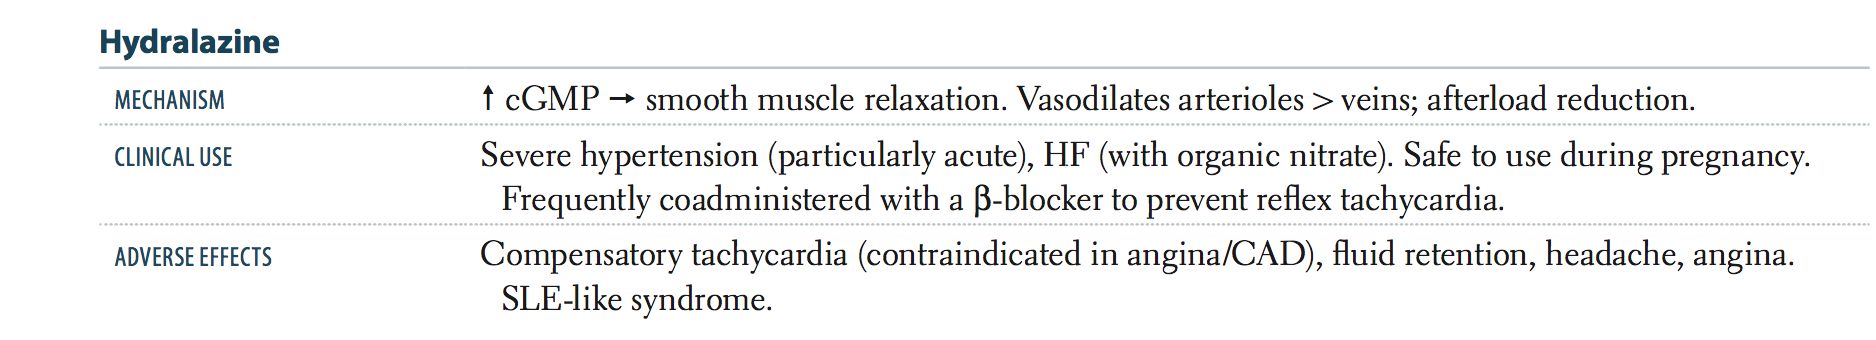 Hydralazine
MECHANISM ↑ cGMP → smooth muscle relaxation. Vasodilates arterioles > veins; afterload reduction.
CLINICAL USE Severe hypertension (particularly acute), HF (with organic nitrate). Safe to use during pregnancy.
Frequently coadministered with a β-blocker to prevent reflex tachycardia.
ADVERSE EFFECTS Compensatory tachycardia (contraindicated in angina/CAD), fluid retention, headache, angina.
SLE-like syndrome.